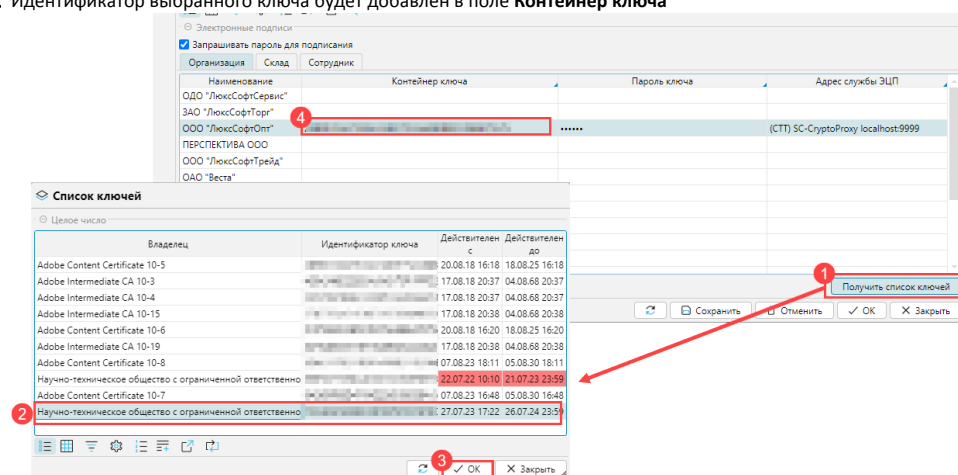 Идентификатор выбранного ключа будет добавлен в поле Контейнер ключа
Электронные подписи
Запрашивать пароль для подписания
Организация Склад Сотрудник
Наименование Контейнер ключа Пароль ключа Адрес службы ЭЦП
ОДО "ЛюксСофтСервис"
ЗАО "ЛюксСофтТорг"
4
ООО "ЛюксСофтОпт" •••••• (СТТ) SC-CryptoProxy localhost:9999
ПЕРСПЕКТИВА ООО
ООО "ЛюксСофтТрейд"
ОАО "Веста"
1
Получить список ключей
Сохранить Отменить ОК Закрыть
Список ключей
Целое число
Владелец Идентификатор ключа Действителен с Действителен до
Adobe Content Certificate 10-5 20.08.18 16:18 18.08.25 16:18
Adobe Intermediate CA 10-3 17.08.18 20:37 04.08.68 20:37
Adobe Intermediate CA 10-4 17.08.18 20:37 04.08.68 20:37
Adobe Intermediate CA 10-15 17.08.18 20:38 04.08.68 20:38
Adobe Content Certificate 10-6 20.08.18 16:20 18.08.25 16:20
Adobe Intermediate CA 10-19 17.08.18 20:38 04.08.68 20:38
Adobe Content Certificate 10-8 07.08.23 18:11 05.08.30 18:11
Научно-техническое общество с ограниченной ответственно 22.07.22 10:10 21.07.23 23:59
Adobe Content Certificate 10-7 07.08.23 16:48 05.08.30 16:48
2
Научно-техническое общество с ограниченной ответственно 27.07.23 17:22 26.07.24 23:59
3
ОК Закрыть